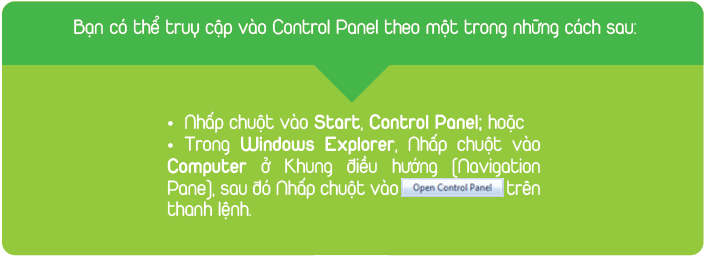 Bạn có thể truy cập vào Control Panel theo một trong những cách sau:
• Nhấp chuột vào Start, Control Panel; hoặc
• Trong Windows Explorer, Nhấp chuột vào
Computer ở Khung điều hướng (Navigation
Pane), sau đó Nhấp chuột vào Open Control Panel trên
thanh lệnh.